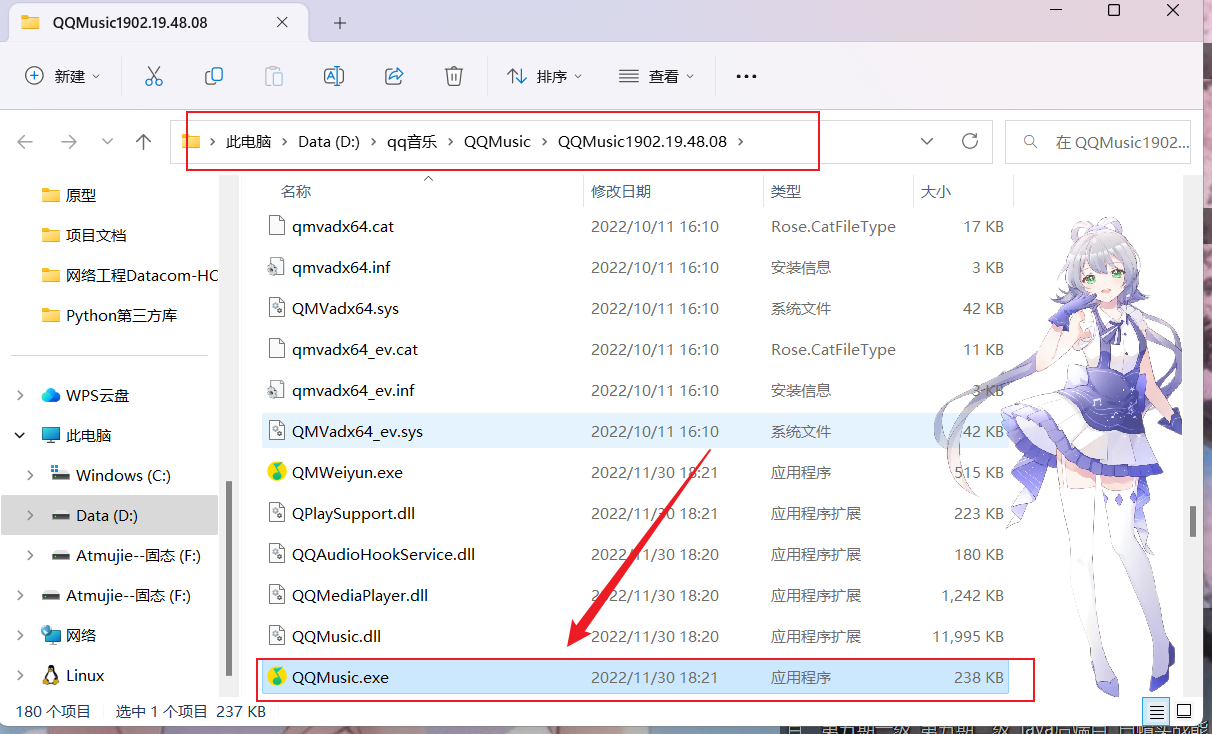 QQMusic1902.19.48.08
新建 排序 查看
此电脑 Data (D:) qq音乐 QQMusic QQMusic1902.19.48.08 在 QQMusic1902...
原型
项目文档
网络工程Datacom-HC
Python第三方库
WPS云盘
此电脑
Windows (C:)
Data (D:)
Atmujie--固态 (F:)
Atmujie--固态 (F:)
网络
Linux
名称 修改日期 类型 大小
qmvadx64.cat 2022/10/11 16:10 Rose.CatFileType 17 KB
qmvadx64.inf 2022/10/11 16:10 安装信息 3 KB
QMVadx64.sys 2022/10/11 16:10 系统文件 42 KB
qmvadx64_ev.cat 2022/10/11 16:10 Rose.CatFileType 11 KB
qmvadx64_ev.inf 2022/10/11 16:10 安装信息 3 KB
QMVadx64_ev.sys 2022/10/11 16:10 系统文件 42 KB
QMWeiyun.exe 2022/11/30 18:21 应用程序 515 KB
QPlaySupport.dll 2022/11/30 18:21 应用程序扩展 223 KB
QQAudioHookService.dll 2022/11/30 18:20 应用程序扩展 180 KB
QQMediaPlayer.dll 2022/11/30 18:20 应用程序扩展 1,242 KB
QQMusic.dll 2022/11/30 18:20 应用程序扩展 11,995 KB
QQMusic.exe 2022/11/30 18:21 应用程序 238 KB
180 个项目 选中 1 个项目 237 KB